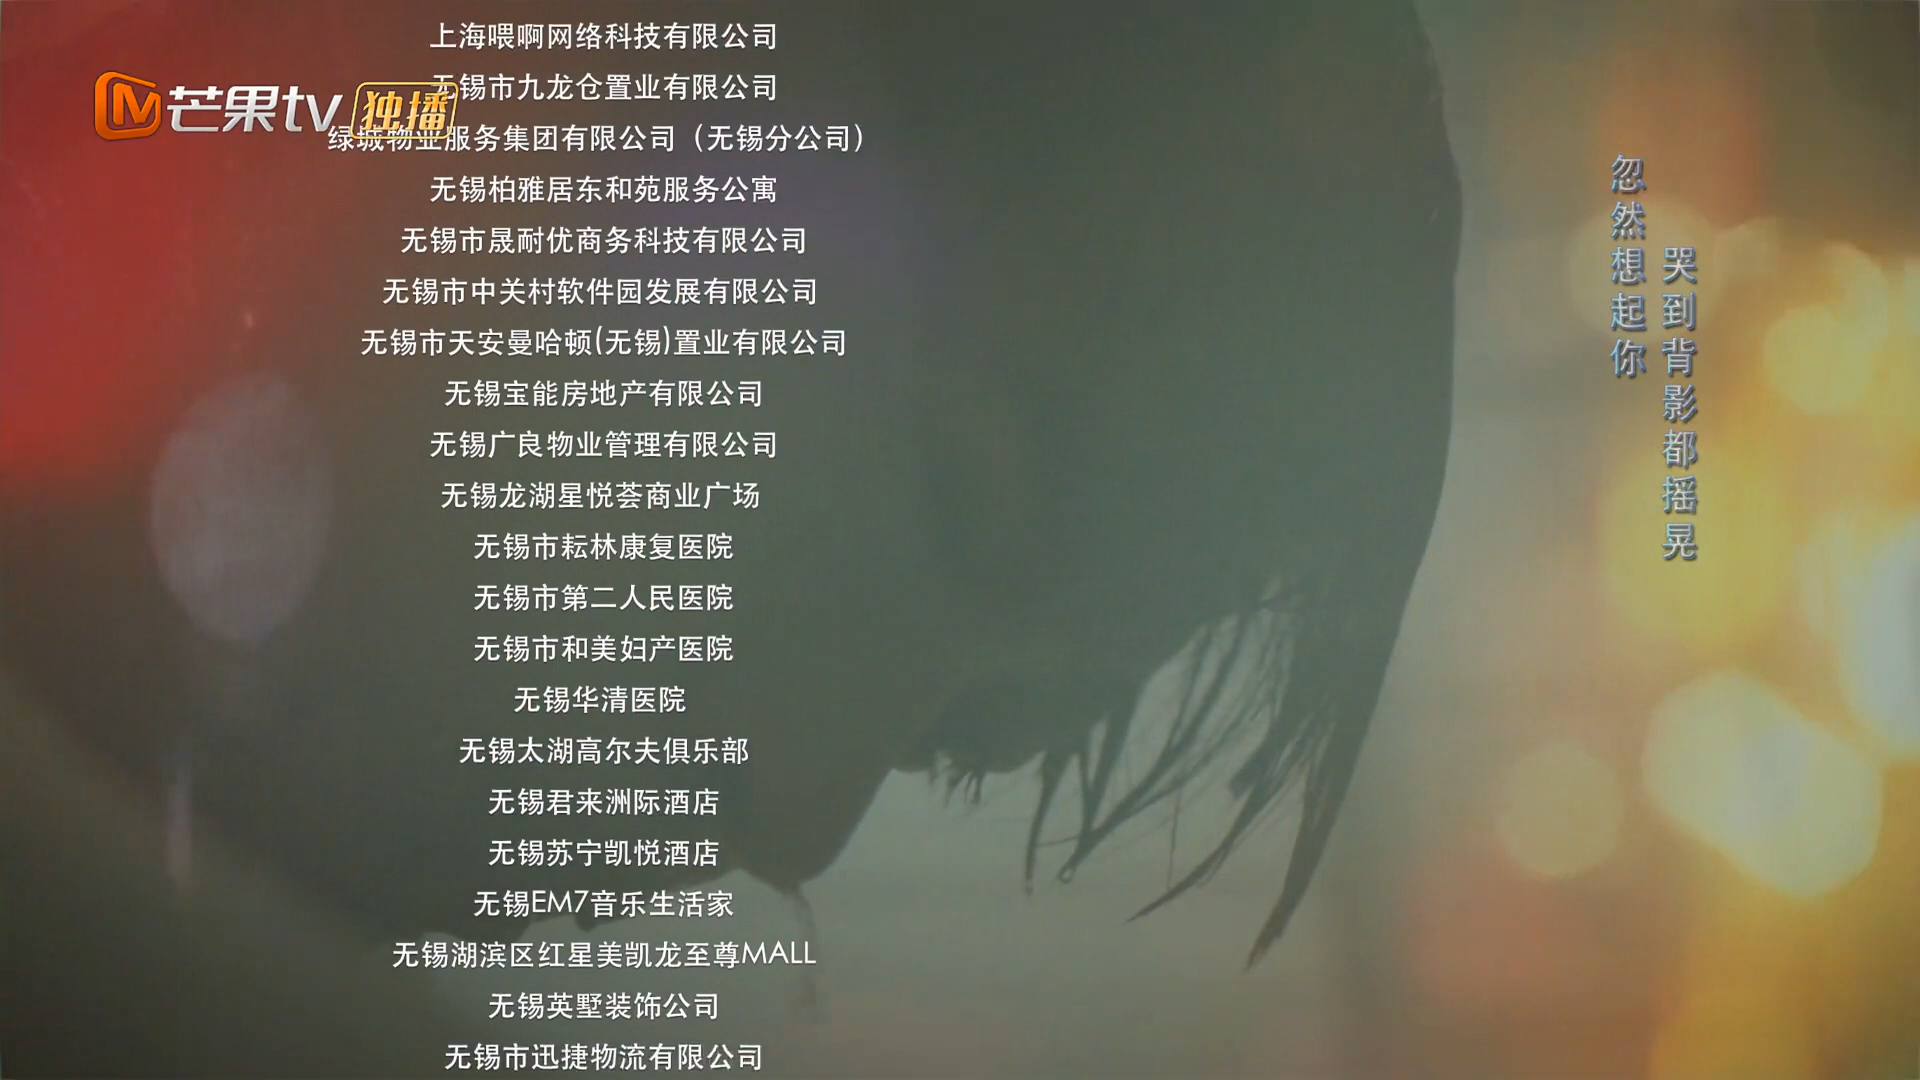 上海喂啊网络科技有限公司
无锡市九龙仓置业有限公司
芒果tv 独播
绿城物业服务集团有限公司（无锡分公司）
无锡柏雅居东和苑服务公寓
无锡市晟耐优商务科技有限公司
无锡市中关村软件园发展有限公司
无锡市天安曼哈顿(无锡)置业有限公司
无锡宝能房地产有限公司
无锡广良物业管理有限公司
无锡龙湖星悦荟商业广场
无锡市耘林康复医院
无锡市第二人民医院
无锡市和美妇产医院
无锡华清医院
无锡太湖高尔夫俱乐部
无锡君来洲际酒店
无锡苏宁凯悦酒店
无锡EM7音乐生活家
无锡湖滨区红星美凯龙至尊MALL
无锡英墅装饰公司
无锡市迅捷物流有限公司
忽然想起你
哭到背影都摇晃